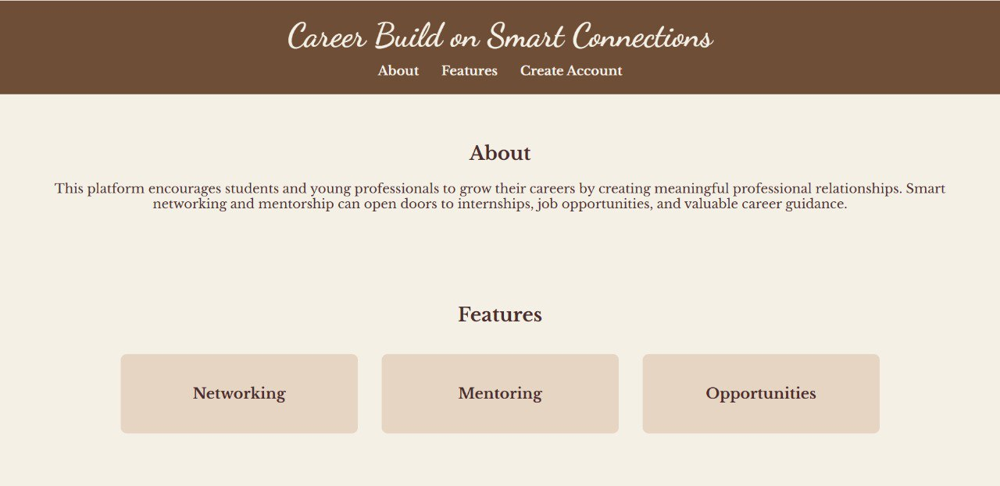 Career Build on Smart Connections
About Features Create Account
About
This platform encourages students and young professionals to grow their careers by creating meaningful professional relationships. Smart
networking and mentorship can open doors to internships, job opportunities, and valuable career guidance.
Features
Networking Mentoring Opportunities